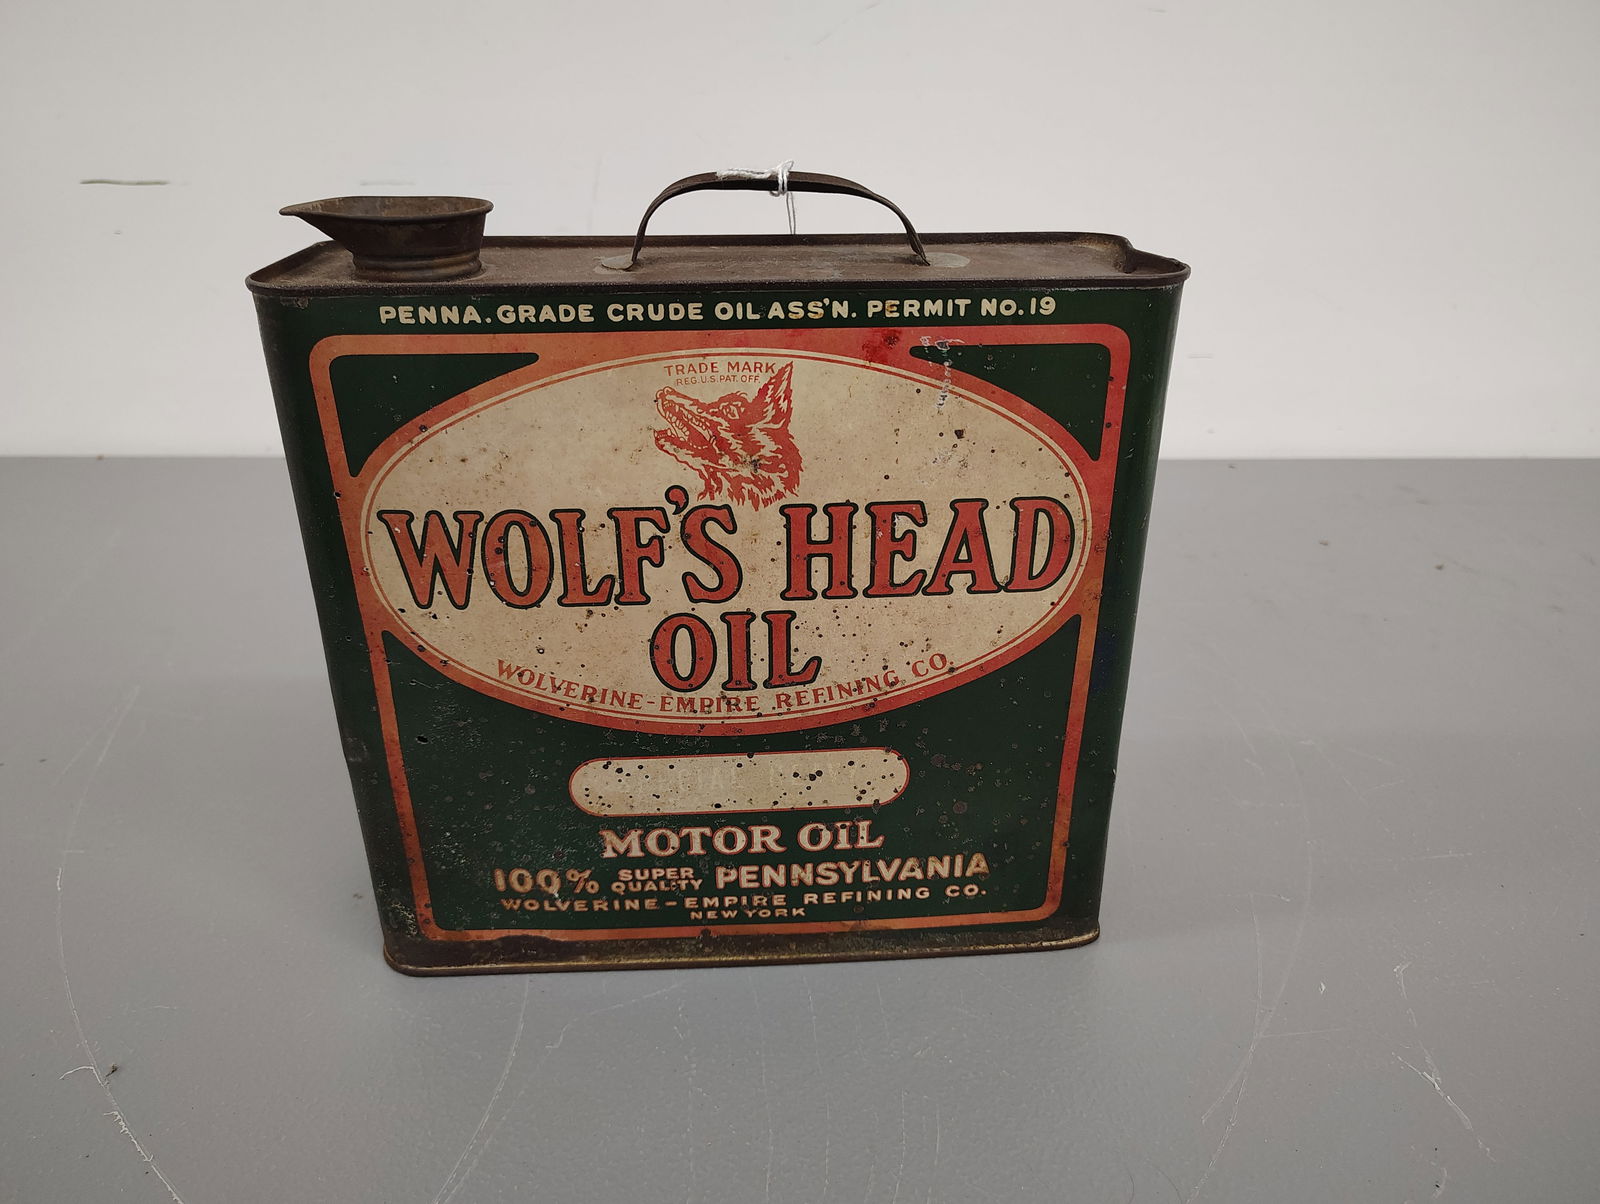 PENNA. GRADE CRUDE OIL ASS'N. PERMIT NO. 19
TRADE MARK
REG. U.S. PAT. OFF.
WOLF'S HEAD
OIL
WOLVERINE-EMPIRE REFINING CO.
MOTOR OIL
100% SUPER QUALITY PENNSYLVANIA
WOLVERINE-EMPIRE REFINING CO.
NEW YORK